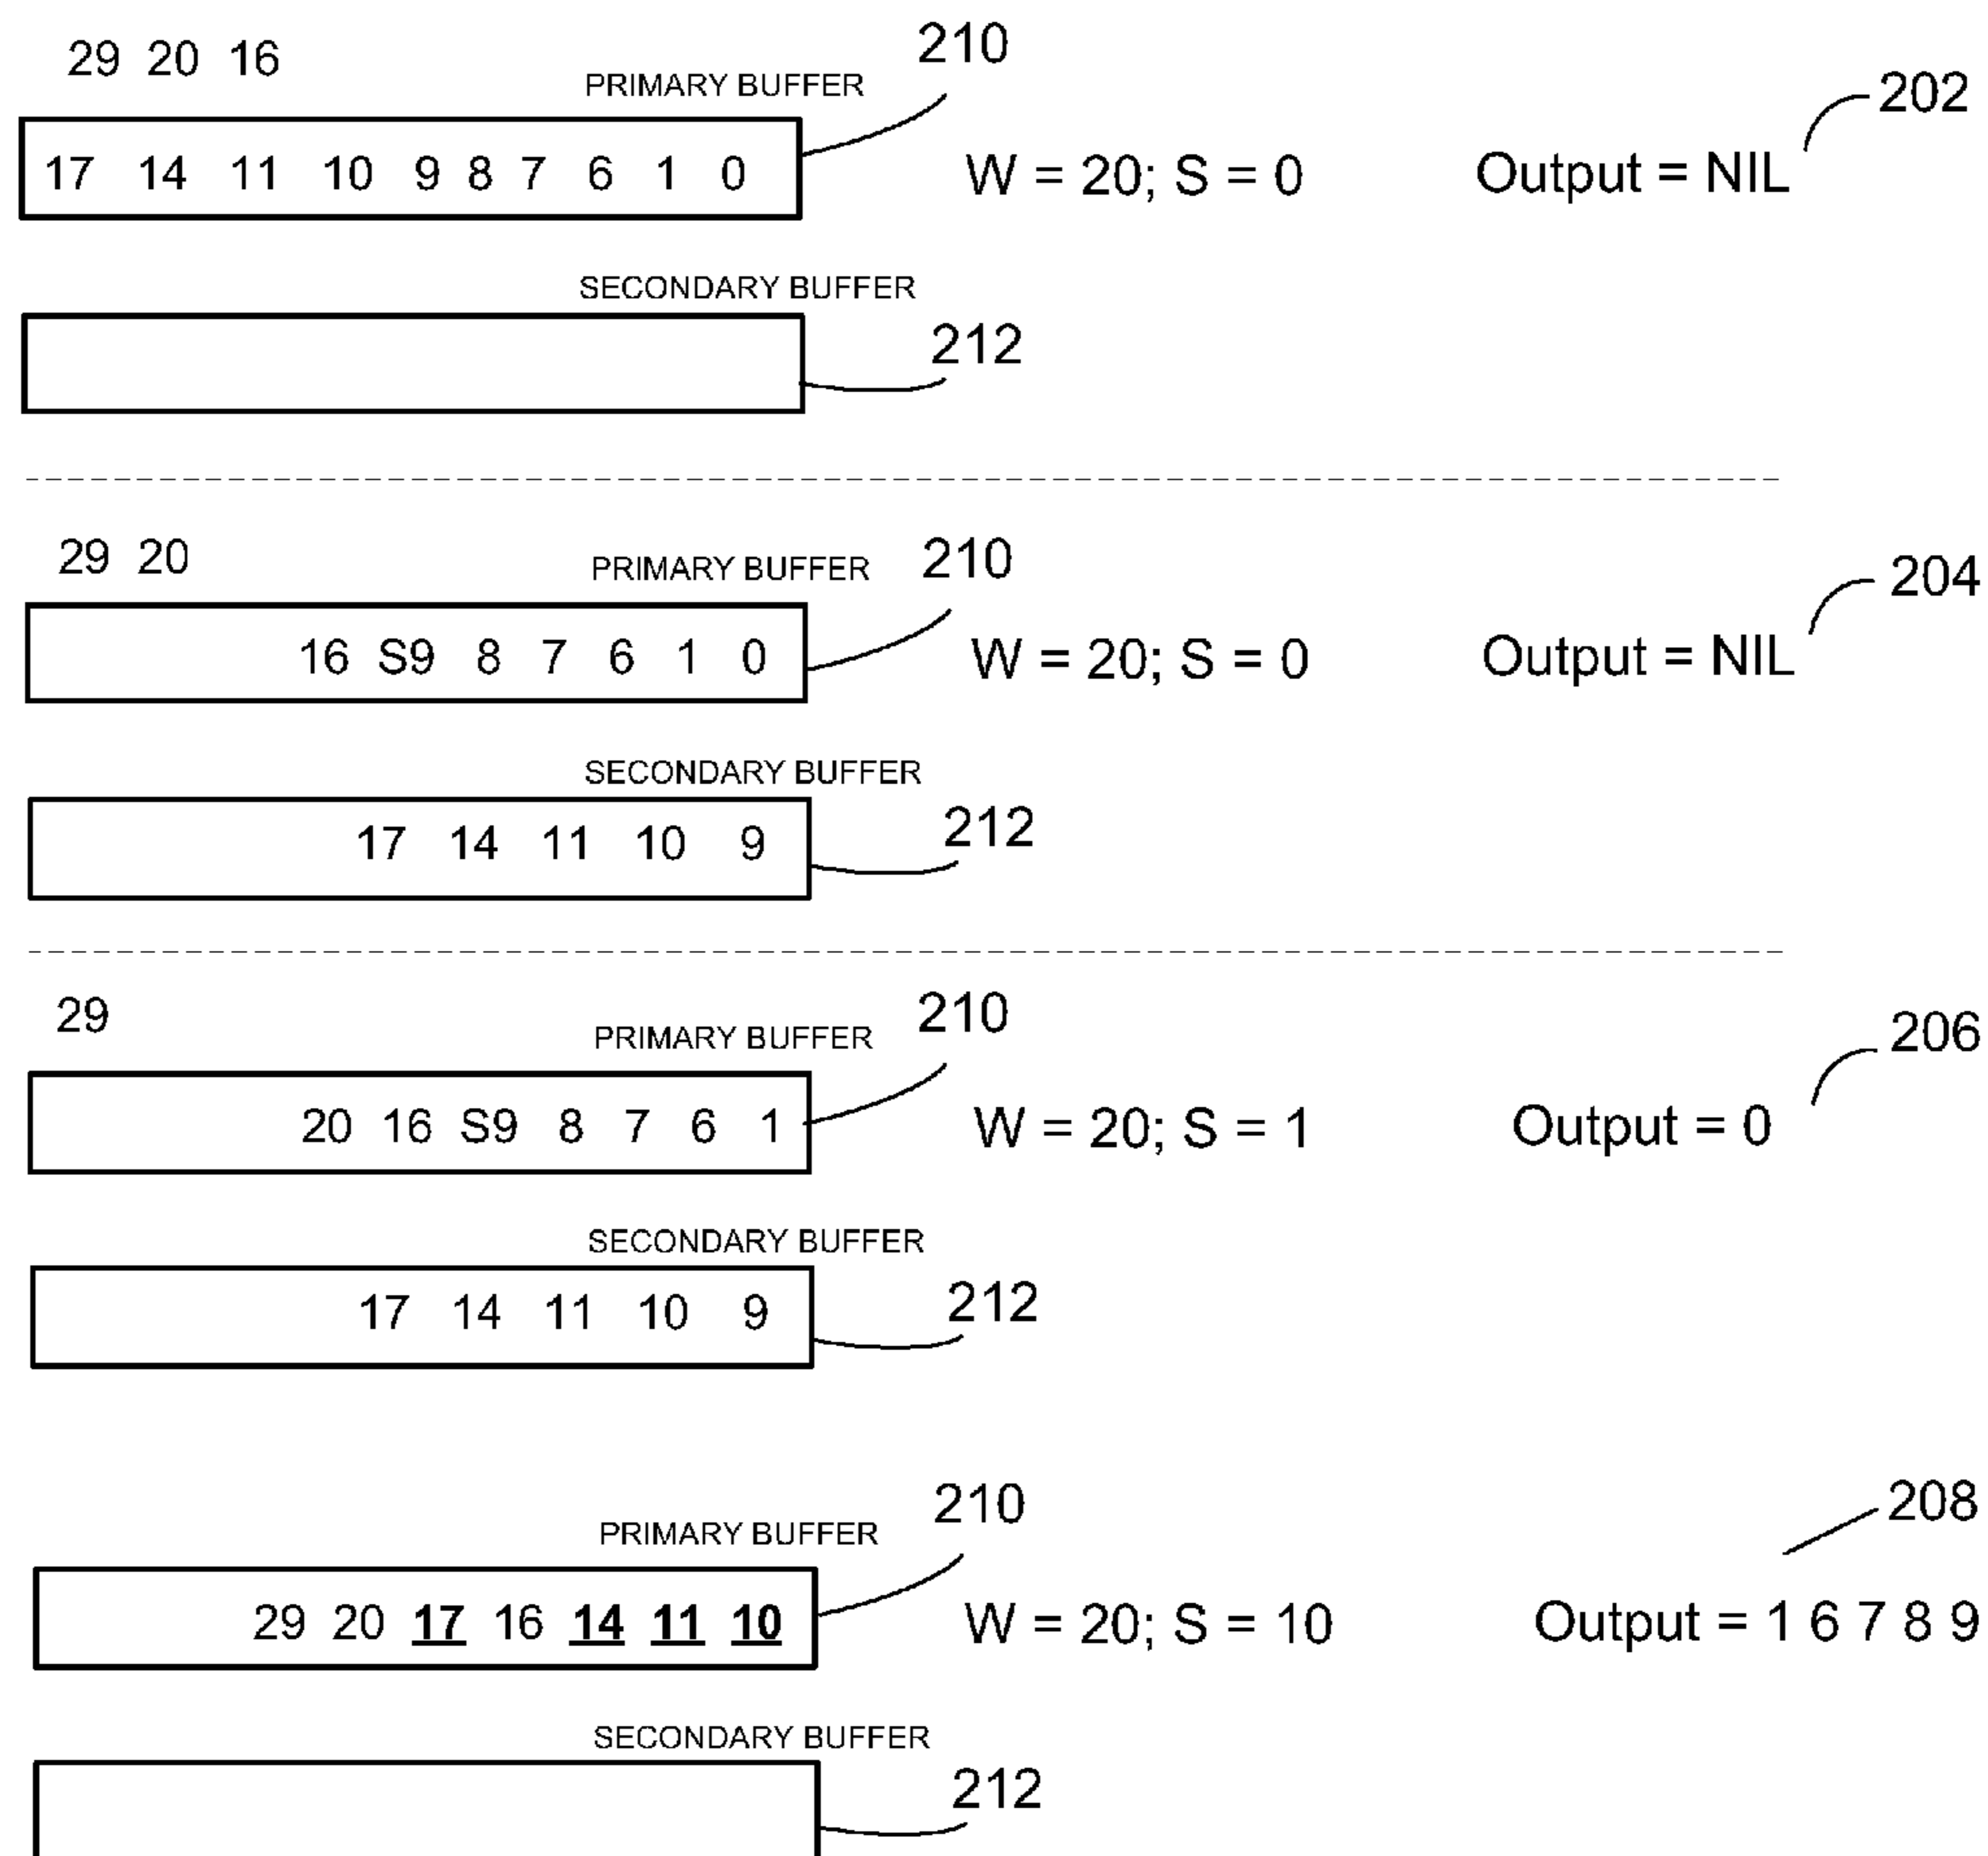 29 20 16
PRIMARY BUFFER
210
202
17 14 11 10 9 8 7 6 1 0
W = 20; S = 0
Output = NIL
SECONDARY BUFFER
212
29 20
PRIMARY BUFFER
210
204
16 S9 8 7 6 1 0
W = 20; S = 0
Output = NIL
SECONDARY BUFFER
212
17 14 11 10 9
29
PRIMARY BUFFER
210
206
20 16 S9 8 7 6 1
W = 20; S = 1
Output = 0
SECONDARY BUFFER
212
17 14 11 10 9
PRIMARY BUFFER
210
208
29 20 17 16 14 11 10
W = 20; S = 10
Output = 1 6 7 8 9
SECONDARY BUFFER
212